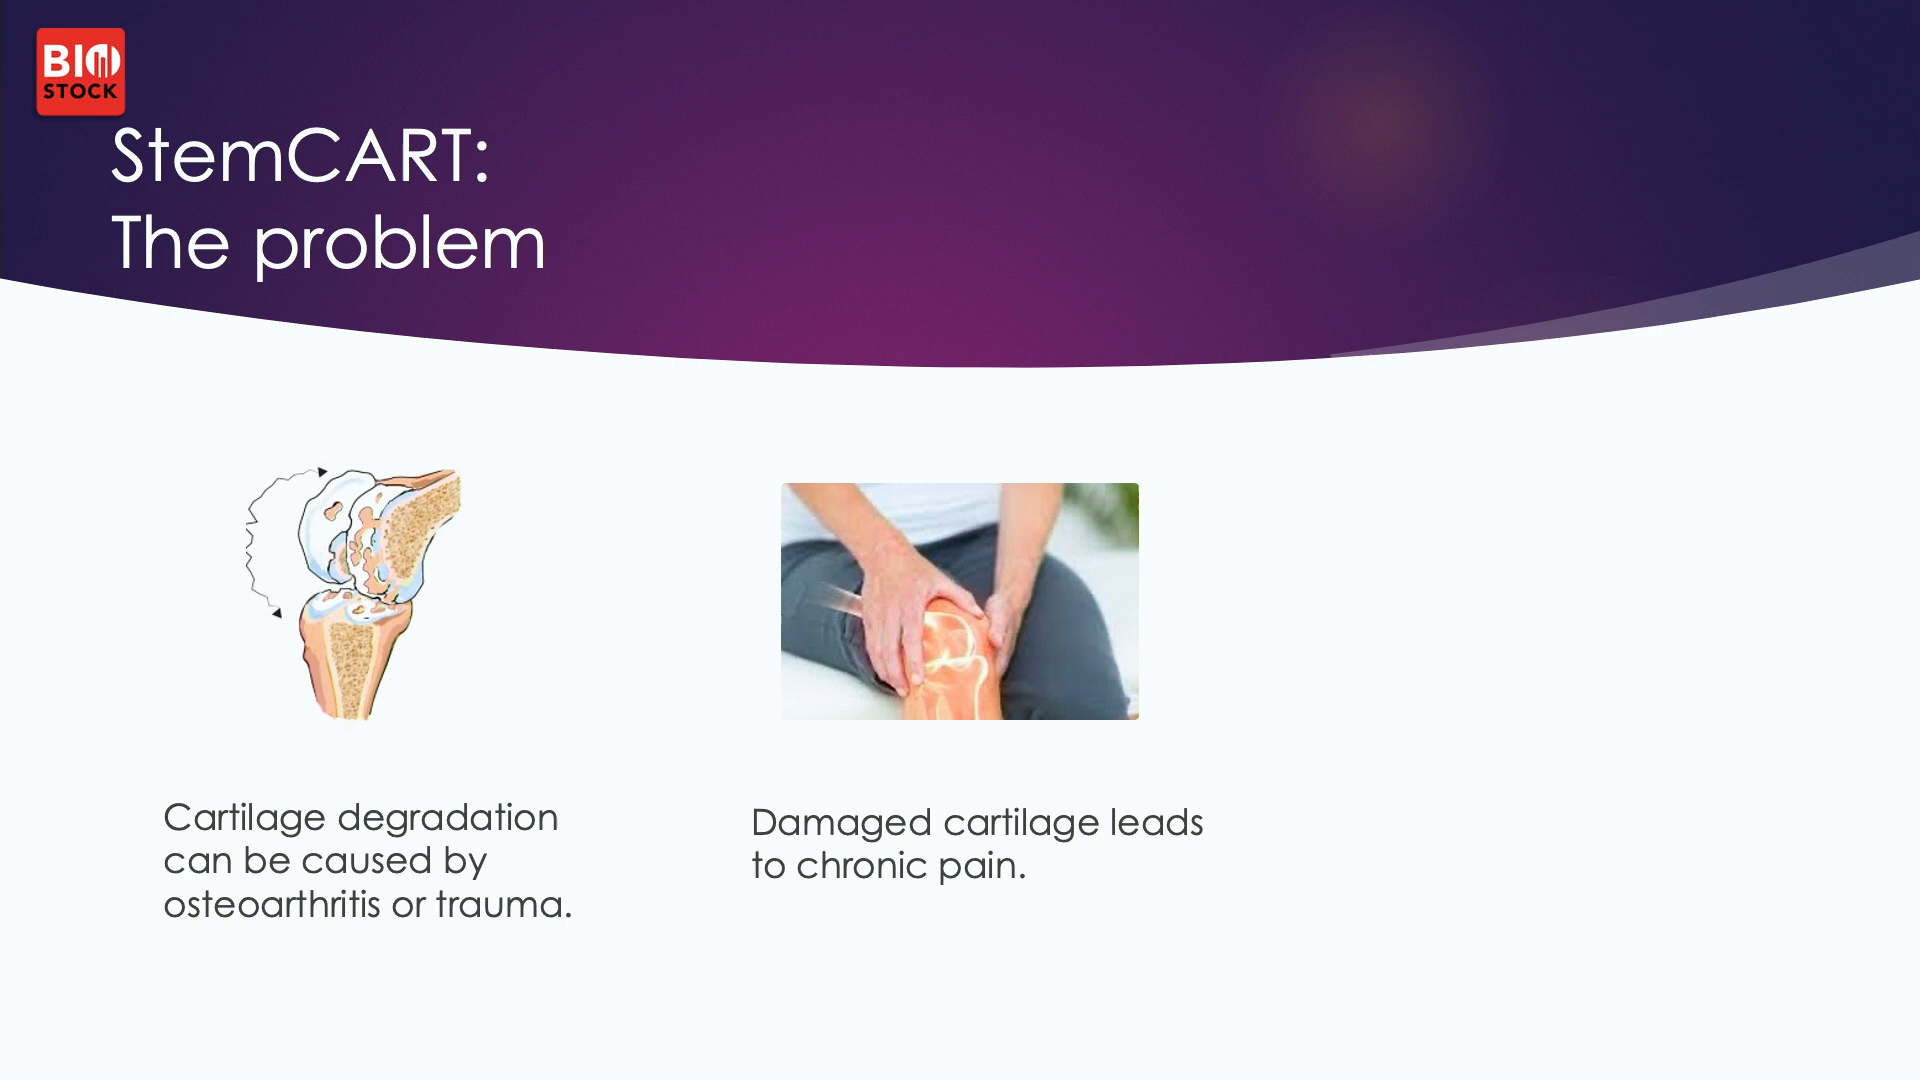 BIO
STOCK
StemCART:
The problem
Cartilage degradation
can be caused by
osteoarthritis or trauma.
Damaged cartilage leads
to chronic pain.